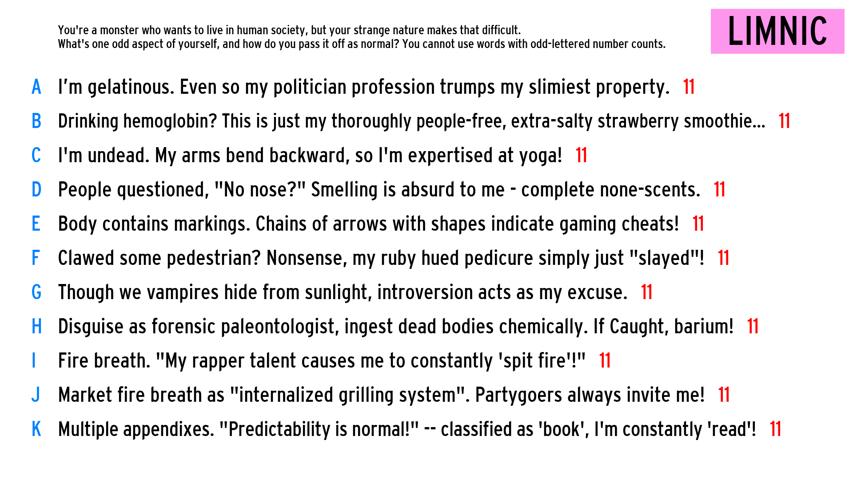 You're a monster who wants to live in human society, but your strange nature makes that difficult.
What's one odd aspect of yourself, and how do you pass it off as normal? You cannot use words with odd-lettered number counts.
LIMNIC
A I'm gelatinous. Even so my politician profession trumps my slimiest property. 11
B Drinking hemoglobin? This is just my thoroughly people-free, extra-salty strawberry smoothie... 11
C I'm undead. My arms bend backward, so I'm expertised at yoga! 11
D People questioned, "No nose?" Smelling is absurd to me - complete none-scents. 11
E Body contains markings. Chains of arrows with shapes indicate gaming cheats! 11
F Clawed some pedestrian? Nonsense, my ruby hued pedicure simply just "slayed"! 11
G Though we vampires hide from sunlight, introversion acts as my excuse. 11
H Disguise as forensic paleontologist, ingest dead bodies chemically. If Caught, barium! 11
I Fire breath. "My rapper talent causes me to constantly 'spit fire'!" 11
J Market fire breath as "internalized grilling system". Partygoers always invite me! 11
K Multiple appendixes. "Predictability is normal!" -- classified as 'book', I'm constantly 'read'! 11